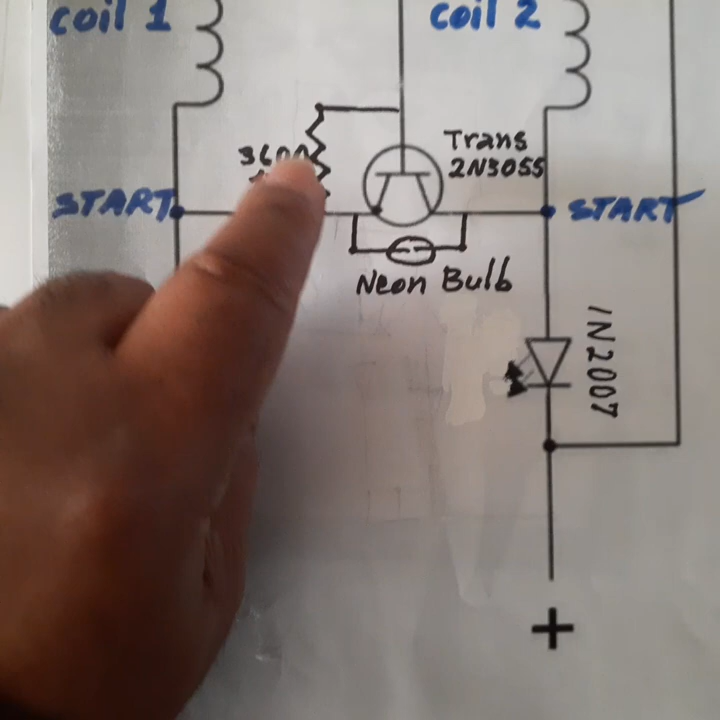 coil 1
coil 2
Trans
2N3055
START
START
Neon Bulb
1N2007
+